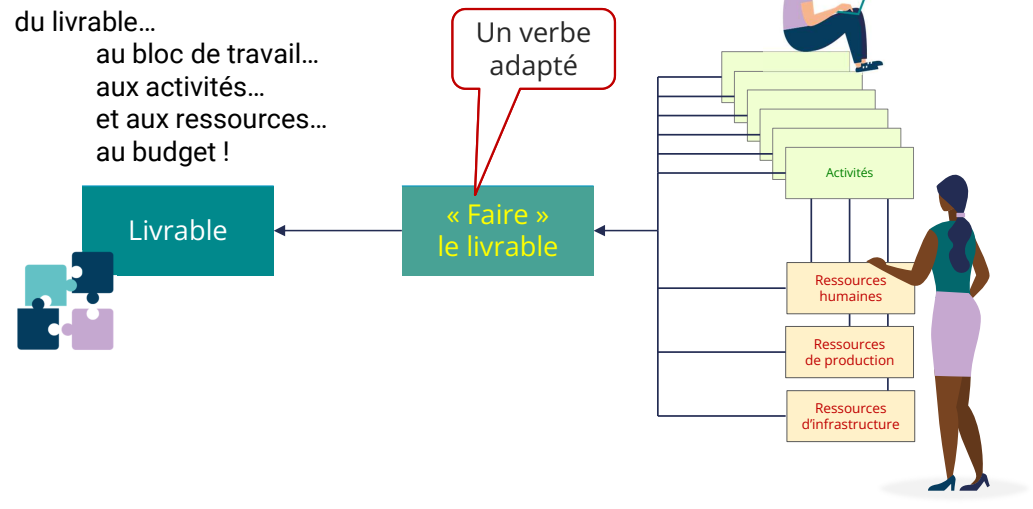 du livrable…
au bloc de travail…
aux activités…
et aux ressources…
au budget !
Un verbe
adapté
Livrable
« Faire »
le livrable
Activités
Ressources
humaines
Ressources
de production
Ressources
d’infrastructure